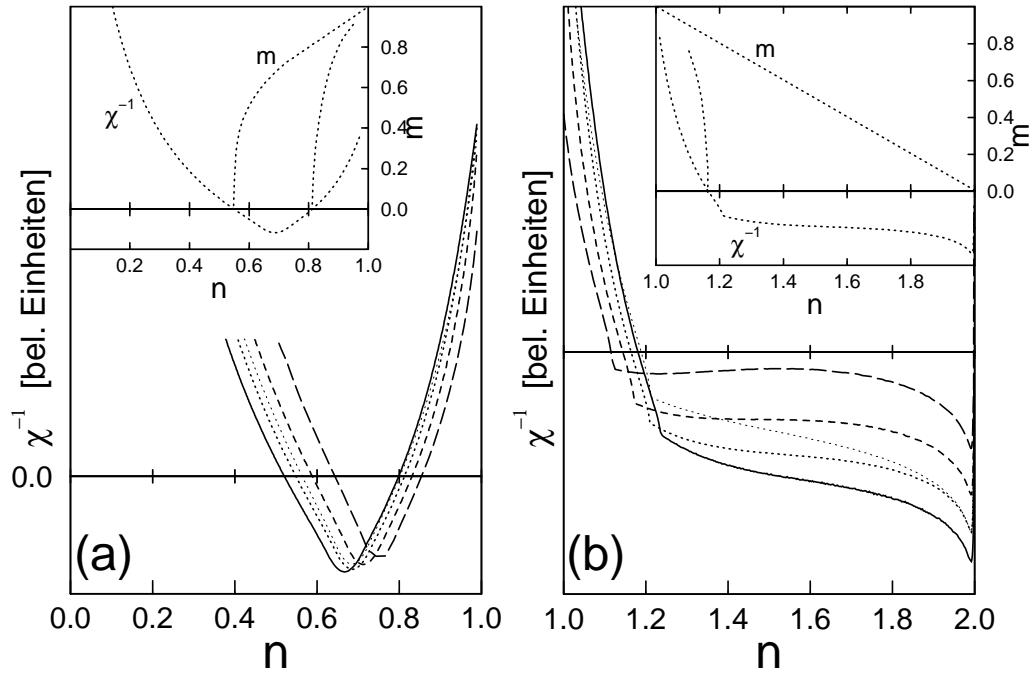 χ⁻¹ [bel. Einheiten]
0.0
(a)
0.0 0.2 0.4 0.6 0.8 1.0
n
χ⁻¹
m
0.8
0.6
0.4
0.2
0.0
m
0.2 0.4 0.6 0.8 1.0
n
χ⁻¹ [bel. Einheiten]
(b)
1.0 1.2 1.4 1.6 1.8 2.0
n
m
χ⁻¹
0.8
0.6
0.4
0.2
0.0
m
1.0 1.2 1.4 1.6 1.8
n